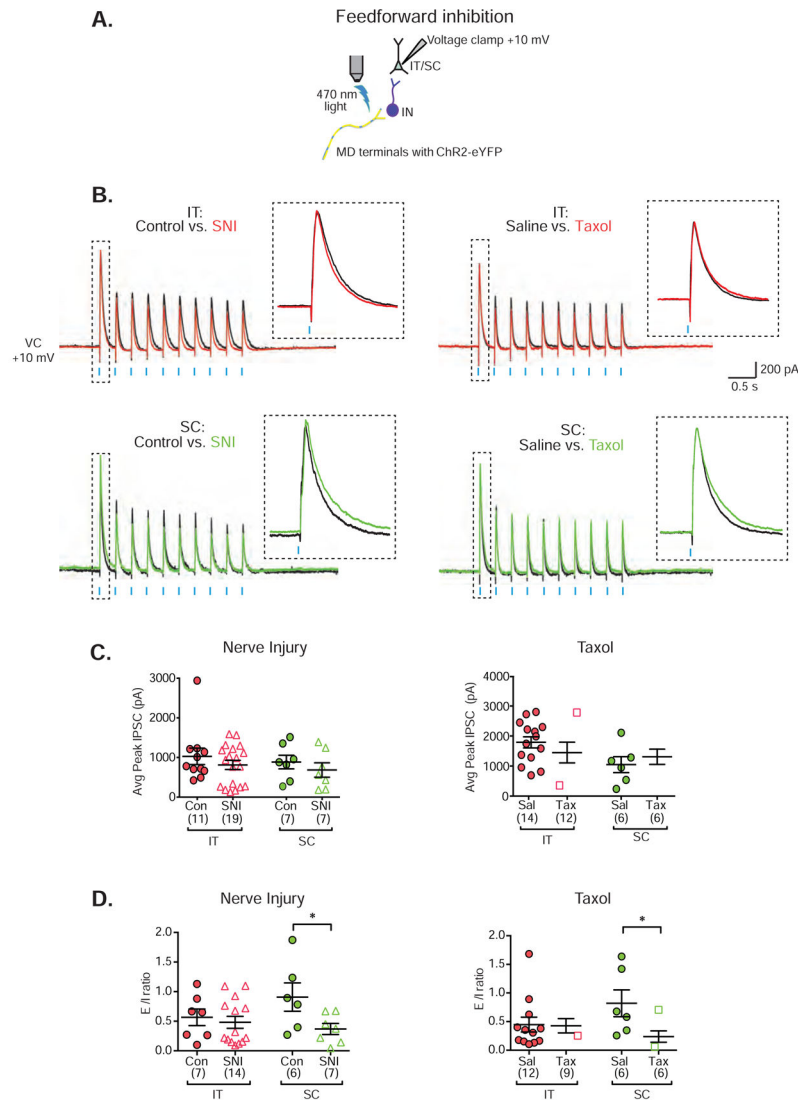 A.
Feedforward inhibition
Voltage clamp +10 mV
IT/SC
470 nm
light
IN
MD terminals with ChR2-eYFP
B.
IT:
Control vs. SNI
IT:
Saline vs. Taxol
VC
+10 mV
200 pA
0.5 s
SC:
Control vs. SNI
SC:
Saline vs. Taxol
C.
Nerve Injury
Avg Peak IPSC (pA)
3000
2000
1000
0
Con
(11)
SNI
(19)
Con
(7)
SNI
(7)
IT
SC
Taxol
Avg Peak IPSC (pA)
4000
3000
2000
1000
0
Sal
(14)
Tax
(12)
Sal
(6)
Tax
(6)
IT
SC
D.
Nerve Injury
E /I ratio
2.0
1.5
1.0
0.5
0.0
*
Con
(7)
SNI
(14)
Con
(6)
SNI
(7)
IT
SC
Taxol
E /I ratio
2.0
1.5
1.0
0.5
0.0
*
Sal
(12)
Tax
(9)
Sal
(6)
Tax
(6)
IT
SC